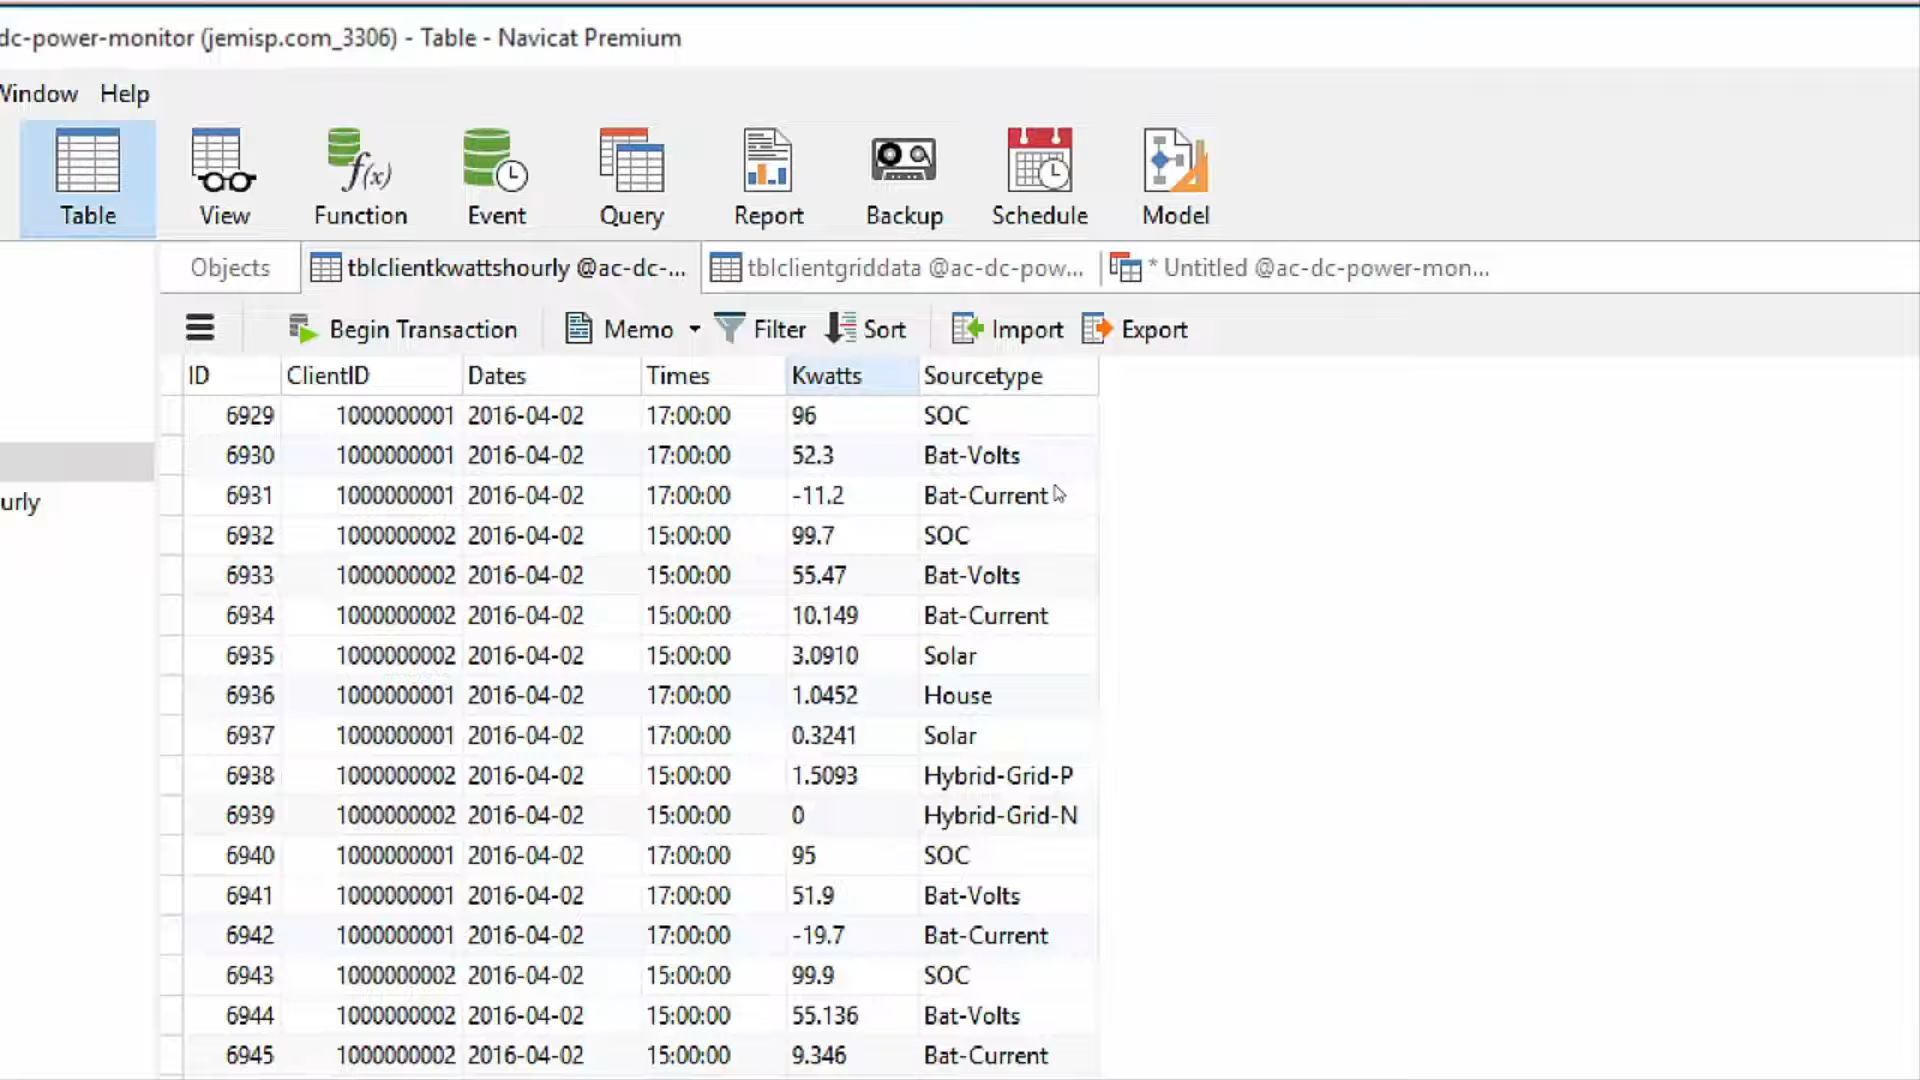 dc-power-monitor (jemisp.com_3306) - Table - Navicat Premium
Window Help
Table View Function Event Query Report Backup Schedule Model
Objects tblclientkwattshourly @ac-dc-... tblclientgriddata @ac-dc-pow... * Untitled @ac-dc-power-mon...
Begin Transaction Memo Filter Sort Import Export
ID ClientID Dates Times Kwatts Sourcetype
6929 1000000001 2016-04-02 17:00:00 96 SOC
6930 1000000001 2016-04-02 17:00:00 52.3 Bat-Volts
6931 1000000001 2016-04-02 17:00:00 -11.2 Bat-Current
urly
6932 1000000002 2016-04-02 15:00:00 99.7 SOC
6933 1000000002 2016-04-02 15:00:00 55.47 Bat-Volts
6934 1000000002 2016-04-02 15:00:00 10.149 Bat-Current
6935 1000000002 2016-04-02 15:00:00 3.0910 Solar
6936 1000000001 2016-04-02 17:00:00 1.0452 House
6937 1000000001 2016-04-02 17:00:00 0.3241 Solar
6938 1000000002 2016-04-02 15:00:00 1.5093 Hybrid-Grid-P
6939 1000000002 2016-04-02 15:00:00 0 Hybrid-Grid-N
6940 1000000001 2016-04-02 17:00:00 95 SOC
6941 1000000001 2016-04-02 17:00:00 51.9 Bat-Volts
6942 1000000001 2016-04-02 17:00:00 -19.7 Bat-Current
6943 1000000002 2016-04-02 15:00:00 99.9 SOC
6944 1000000002 2016-04-02 15:00:00 55.136 Bat-Volts
6945 1000000002 2016-04-02 15:00:00 9.346 Bat-Current